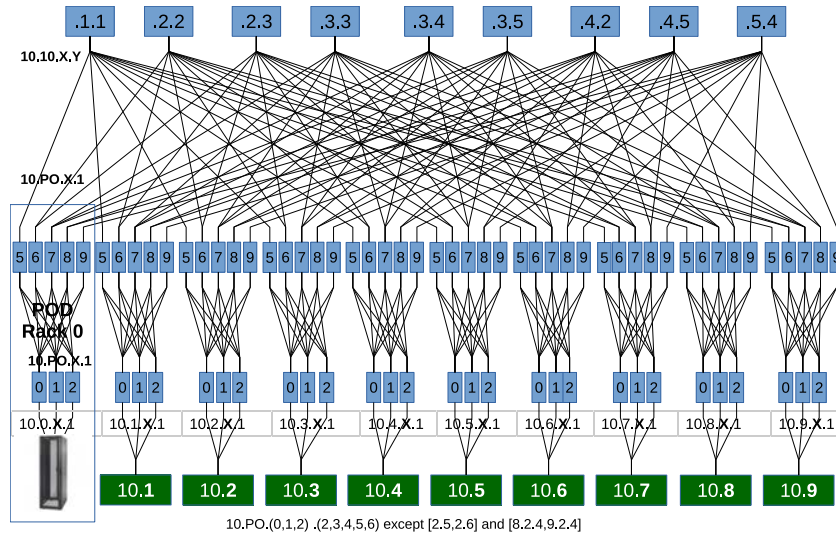 .1.1 .2.2 .2.3 .3.3 .3.4 .3.5 .4.2 .4.5 .5.4
10.10.X.Y
10.PO.X.1
5 6 7 8 9 5 6 7 8 9 5 6 7 8 9 5 6 7 8 9 5 6 7 8 9 5 6 7 8 9 5 6 7 8 9 5 6 7 8 9 5 6 7 8 9 5 6 7 8 9
POD
Rack 0
10.PO.X.1
0 1 2 0 1 2 0 1 2 0 1 2 0 1 2 0 1 2 0 1 2 0 1 2 0 1 2 0 1 2
10.0.X.1 10.1.X.1 10.2.X.1 10.3.X.1 10.4.X.1 10.5.X.1 10.6.X.1 10.7.X.1 10.8.X.1 10.9.X.1
10.1 10.2 10.3 10.4 10.5 10.6 10.7 10.8 10.9
10.PO.(0,1,2) .(2,3,4,5,6) except [2.5,2.6] and [8.2.4,9.2.4]